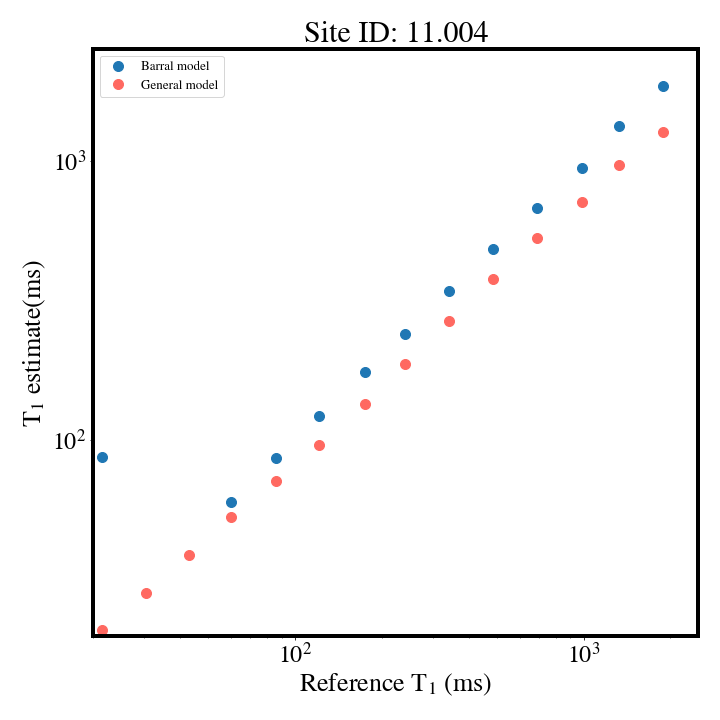 Site ID: 11.004
Barral model
General model
10³
10²
T₁ estimate(ms)
10² 10³
Reference T₁ (ms)